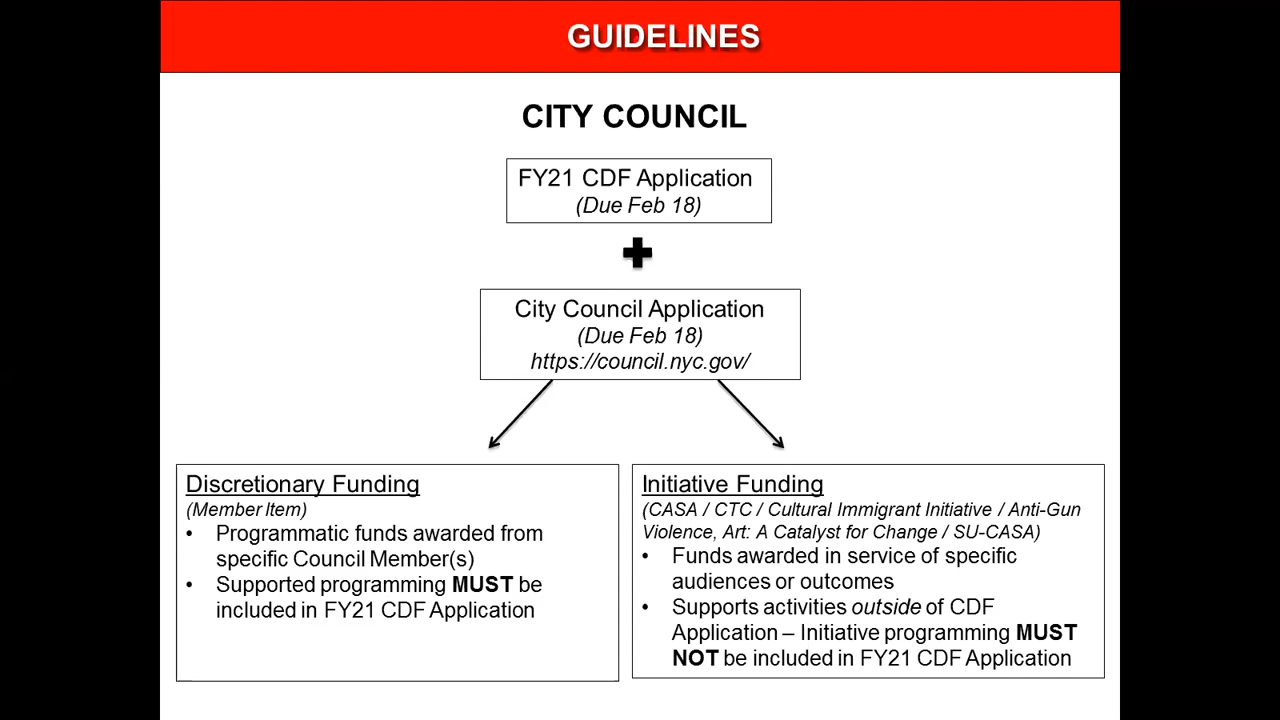 GUIDELINES
CITY COUNCIL
FY21 CDF Application
(Due Feb 18)
City Council Application
(Due Feb 18)
https://council.nyc.gov/
Discretionary Funding
(Member Item)
• Programmatic funds awarded from
specific Council Member(s)
• Supported programming MUST be
included in FY21 CDF Application
Initiative Funding
(CASA / CTC / Cultural Immigrant Initiative / Anti-Gun
Violence, Art: A Catalyst for Change / SU-CASA)
• Funds awarded in service of specific
audiences or outcomes
• Supports activities outside of CDF
Application – Initiative programming MUST
NOT be included in FY21 CDF Application